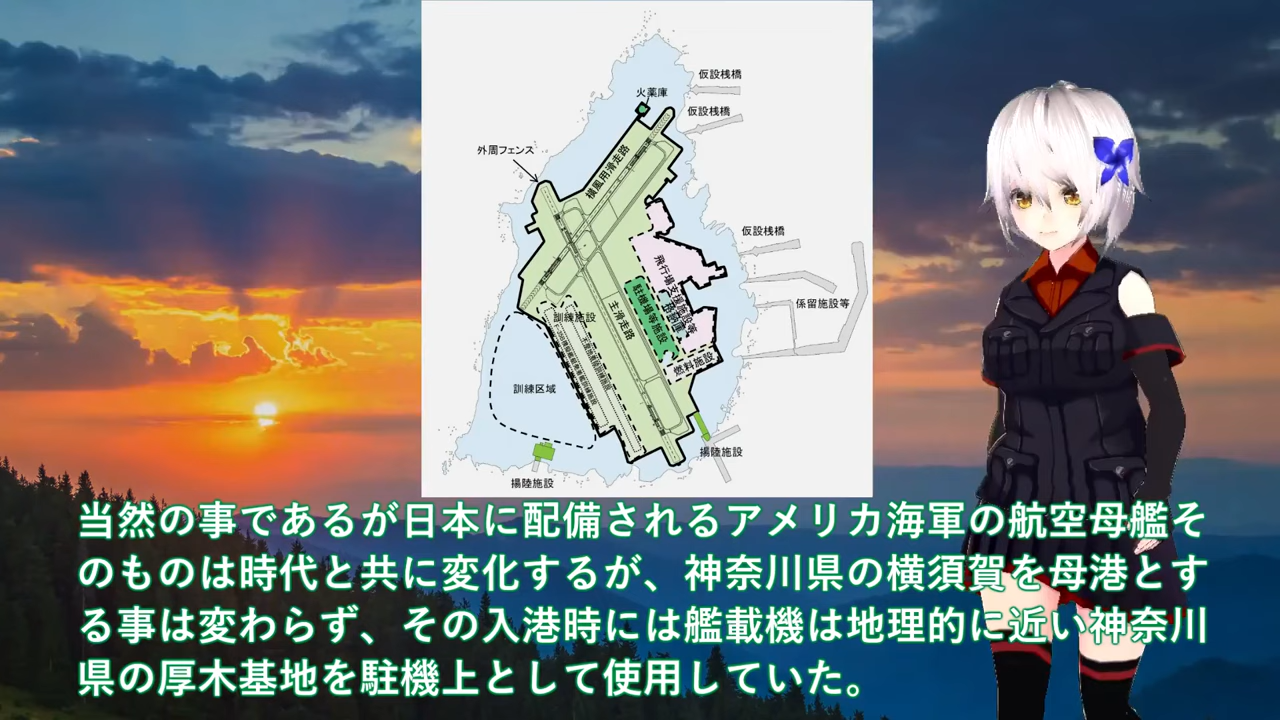 仮設桟橋
火薬庫
仮設桟橋
外周フェンス
横風用滑走路
仮設桟橋
飛行場支援施設等
係留施設等
駐機場等施設
訓練施設
主滑走路
燃料施設
訓練区域
揚陸施設
揚陸施設
当然の事であるが日本に配備されるアメリカ海軍の航空母艦そ
のものは時代と共に変化するが、神奈川県の横須賀を母港とす
る事は変わらず、その入港時には艦載機は地理的に近い神奈川
県の厚木基地を駐機上として使用していた。